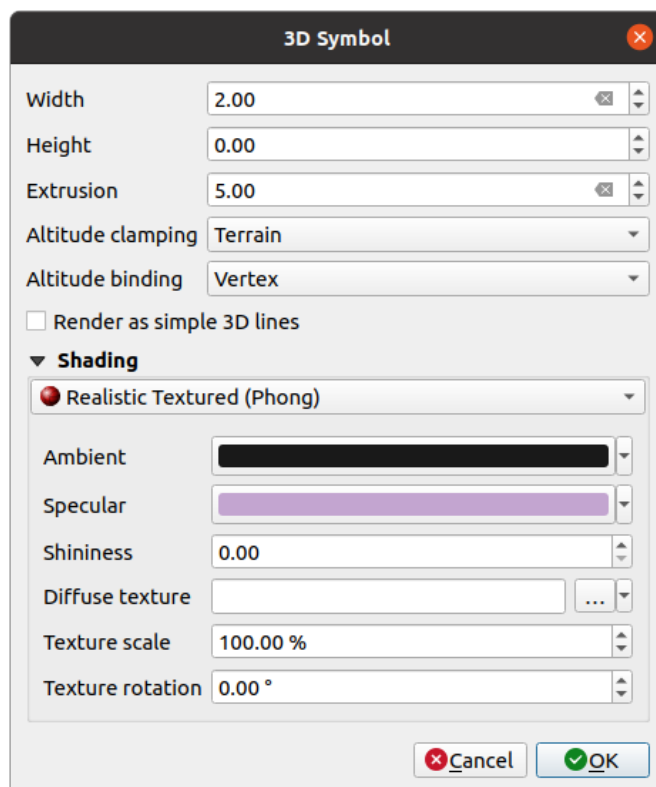 3D Symbol
Width 2.00
Height 0.00
Extrusion 5.00
Altitude clamping Terrain
Altitude binding Vertex
Render as simple 3D lines
Shading
Realistic Textured (Phong)
Ambient
Specular
Shininess 0.00
Diffuse texture ...
Texture scale 100.00 %
Texture rotation 0.00 °
Cancel OK